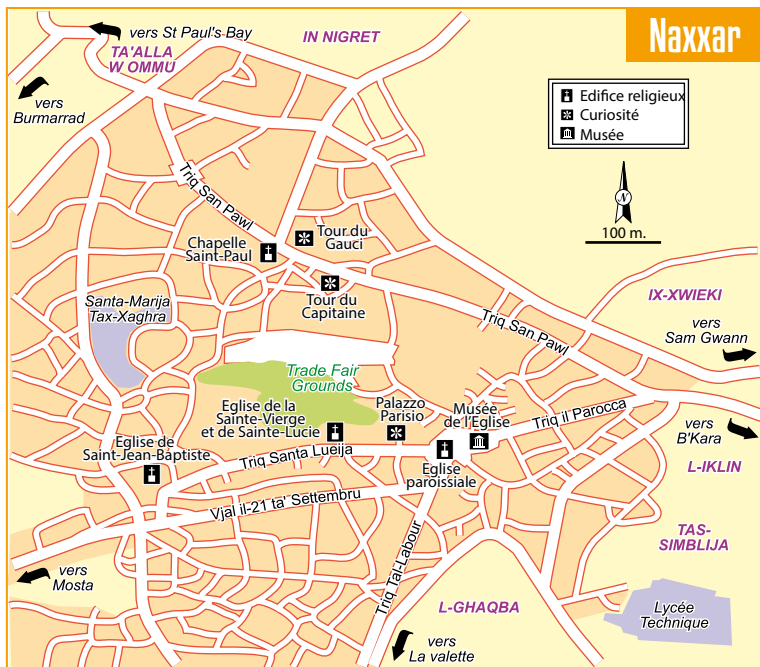 Naxxar
vers St Paul's Bay
IN NIGRET
TA'ALLA
W OMMU
vers
Burmarrad
Edifice religieux
Curiosité
Musée
N
100 m.
Triq San Pawl
Tour du
Gauci
Chapelle
Saint-Paul
Tour du
Capitaine
Santa-Marija
Tax-Xaghra
IX-XWIEKI
Triq San Pawl
vers
Sam Gwann
Trade Fair
Grounds
Palazzo
Parisio
Musée
de l'Eglise
Triq il Parocca
Eglise de la
Sainte-Vierge
et de Sainte-Lucie
vers
B'Kara
Eglise de
Saint-Jean-Baptiste
Triq Santa Lueija
Eglise
paroissiale
L-IKLIN
Vjal il-21 ta' Settembru
TAS-
SIMBLIJA
Triq Tal-Labour
vers
Mosta
L-GHAQBA
Lycée
Technique
vers
La valette